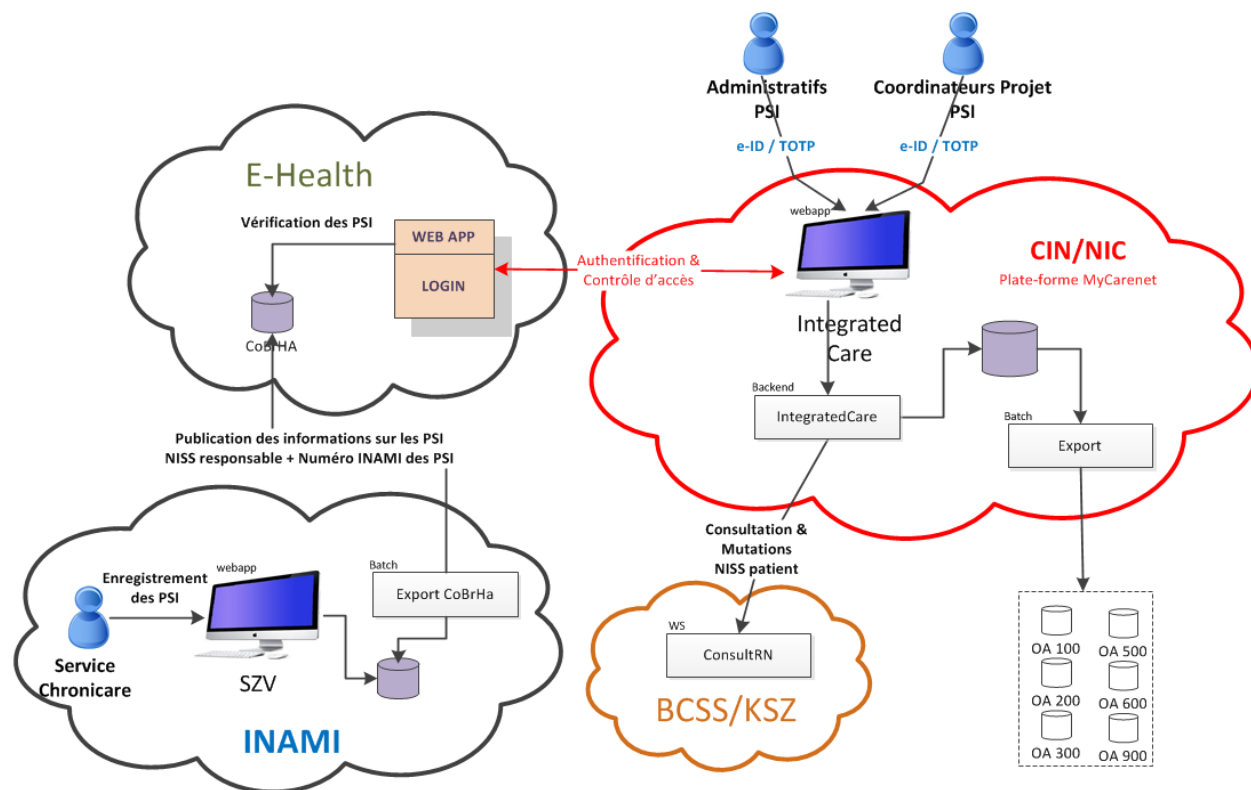 Administratifs
PSI
Coordinateurs Projet
PSI
e-ID / TOTP
e-ID / TOTP
E-Health
Vérification des PSI
WEB APP
LOGIN
CoBrHA
webapp
Authentification &
Contrôle d'accès
CIN/NIC
Plate-forme MyCarenet
Integrated
Care
Backend
IntegratedCare
Batch
Export
Publication des informations sur les PSI
NISS responsable + Numéro INAMI des PSI
Consultation &
Mutations
NISS patient
Enregistrement
des PSI
webapp
Batch
Export CoBrHa
Service
Chronicare
SZV
INAMI
WS
ConsultRN
BCSS/KSZ
OA 100
OA 500
OA 200
OA 600
OA 300
OA 900